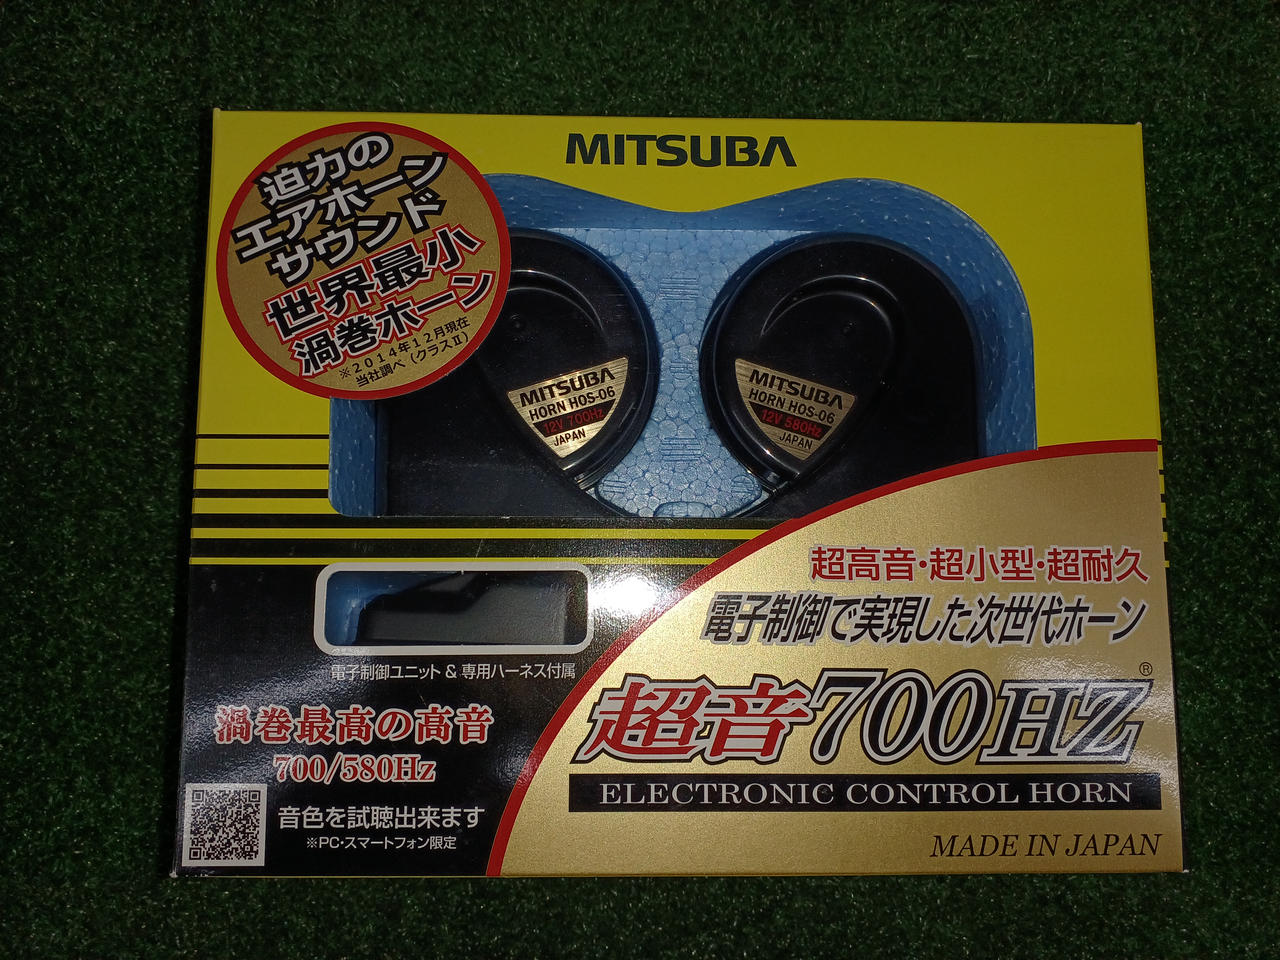 MITSUBA
迫力の
エアホーン
サウンド
世界最小
渦巻ホーン
※2014年12月現在
当社調べ(クラスⅡ)
MITSUBA
HORN HOS-06
12V 700Hz
JAPAN
MITSUBA
HORN HOS-06
12V 580Hz
JAPAN
超高音・超小型・超耐久
電子制御で実現した次世代ホーン
電子制御ユニット & 専用ハーネス付属
超音700HZ®
渦巻最高の高音
700/580Hz
ELECTRONIC CONTROL HORN
音色を試聴出来ます
※PC・スマートフォン限定
MADE IN JAPAN